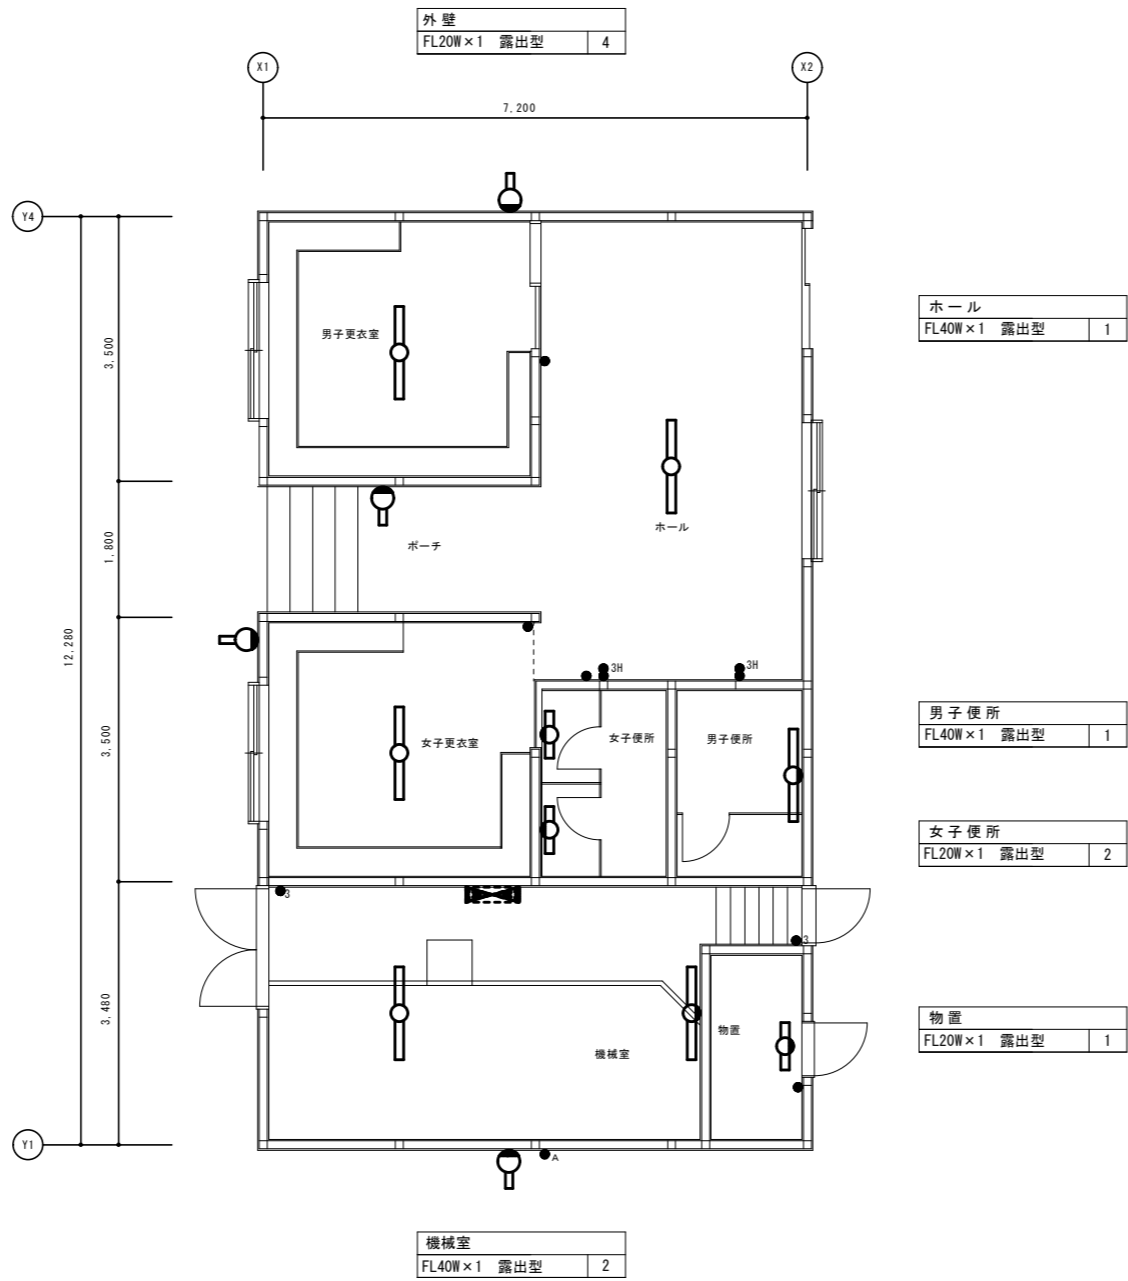 外壁
FL20W×1 露出型 4
X1 X2
7,200
Y4
男子更衣室
3,500
ホール
FL40W×1 露出型 1
ホール
ポーチ
1,800
12,280
3H 3H
女子更衣室
女子便所
男子便所
3,500
男子便所
FL40W×1 露出型 1
女子便所
FL20W×1 露出型 2
3
3
3,480
物置
機械室
物置
FL20W×1 露出型 1
Y1
A
機械室
FL40W×1 露出型 2